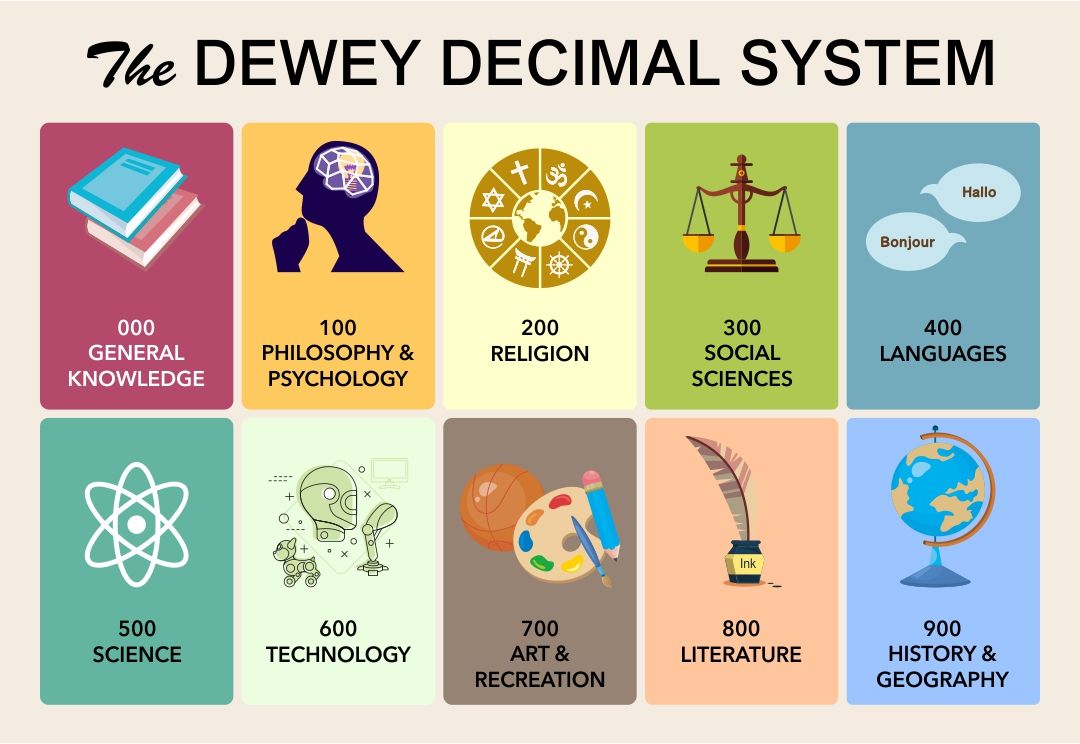 The DEWEY DECIMAL SYSTEM
000
GENERAL
KNOWLEDGE
100
PHILOSOPHY &
PSYCHOLOGY
200
RELIGION
300
SOCIAL
SCIENCES
Hallo
Bonjour
400
LANGUAGES
500
SCIENCE
600
TECHNOLOGY
700
ART &
RECREATION
Ink
800
LITERATURE
900
HISTORY &
GEOGRAPHY